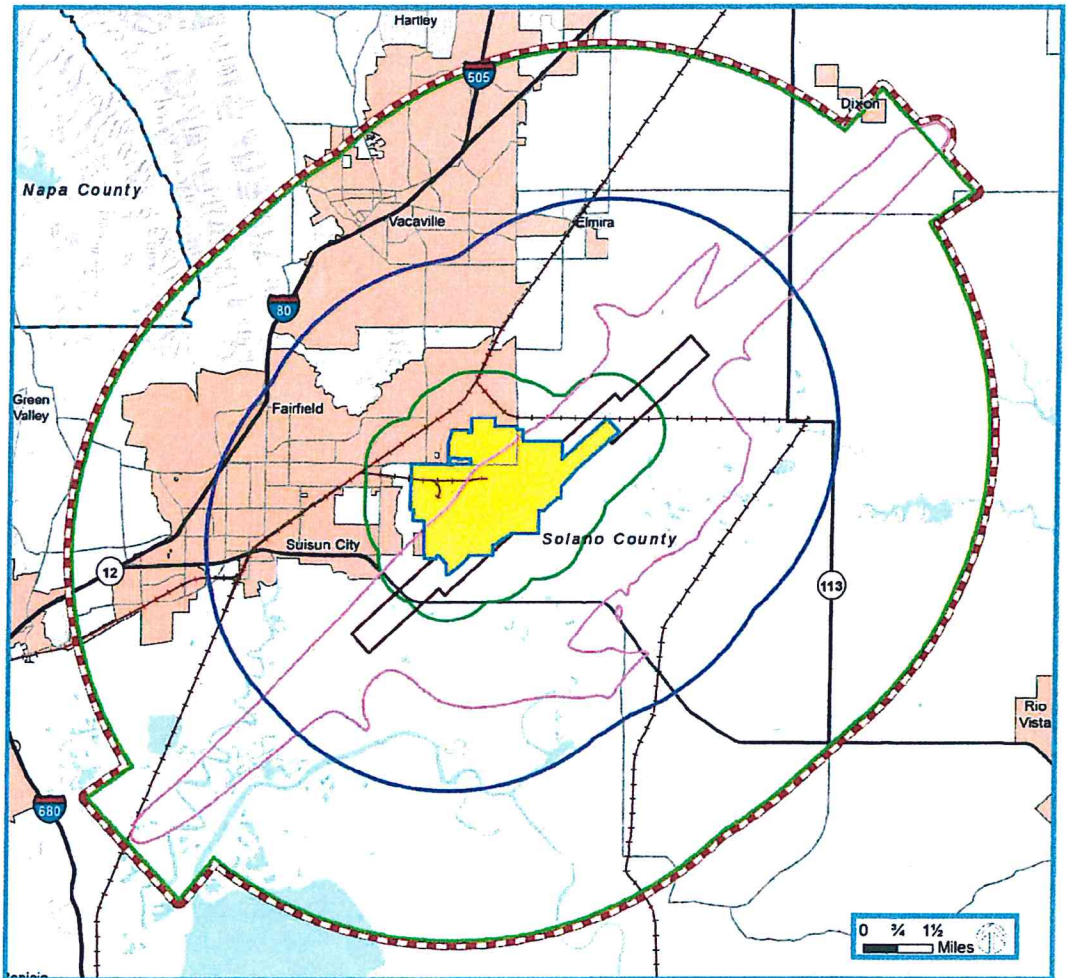 Hartley
505
Dixon
Napa County
Vacaville
Elmira
80
Green
Valley
Fairfield
Suisun City
Solano County
12
113
Rio
Vista
680
0 ¾ 1½
Miles